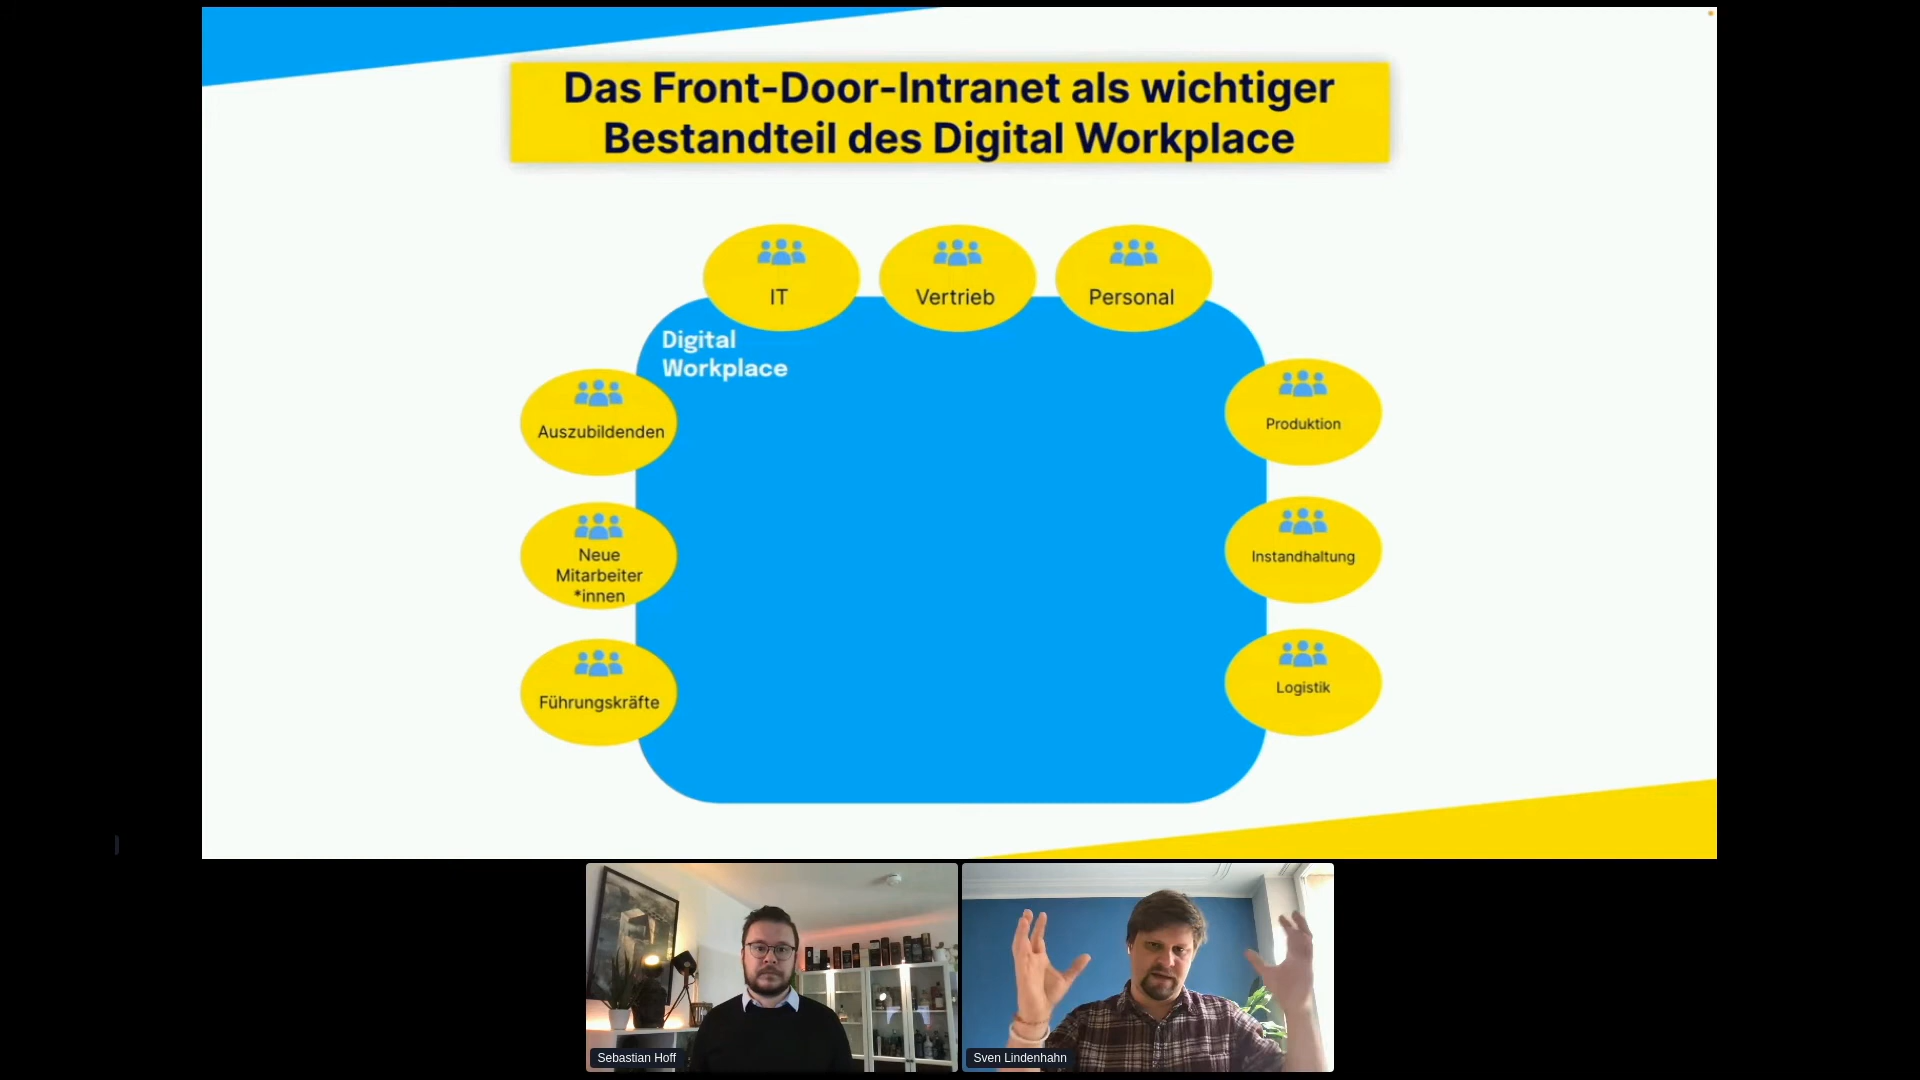 Das Front-Door-Intranet als wichtiger
Bestandteil des Digital Workplace
IT
Vertrieb
Personal
Digital
Workplace
Auszubildenden
Produktion
Neue
Mitarbeiter
*innen
Instandhaltung
Führungskräfte
Logistik
Sebastian Hoff
Sven Lindenhahn